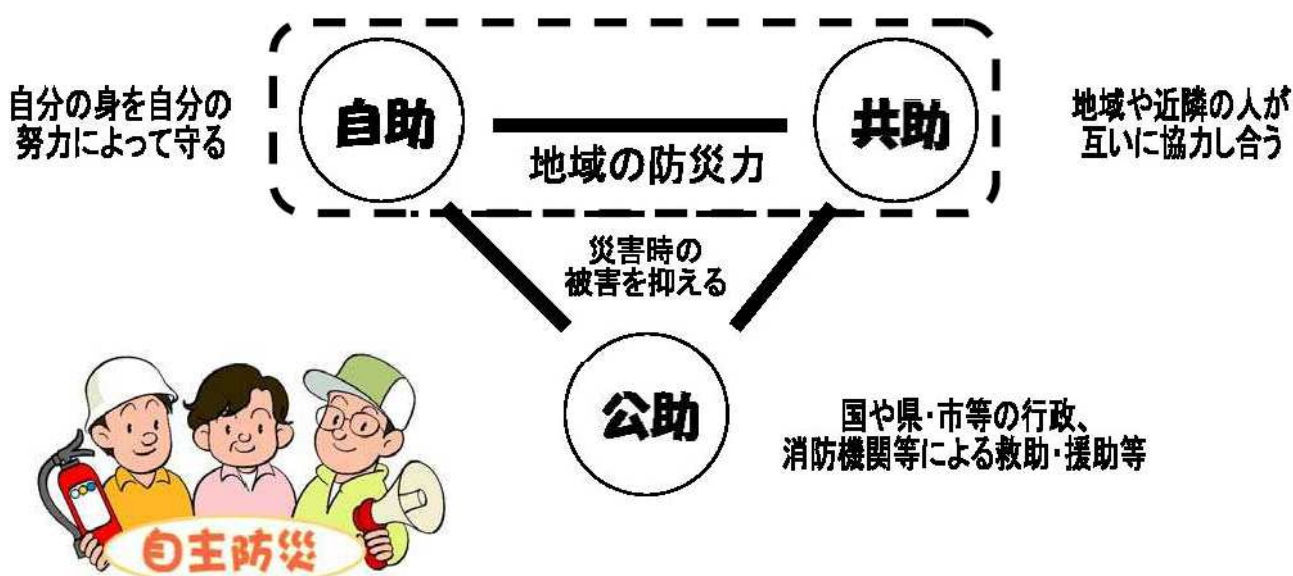 自助
共助
自分の身を自分の
努力によって守る
地域の防災力
地域や近隣の人が
互いに協力し合う
災害時の
被害を抑える
公助
国や県・市等の行政、
消防機関等による救助・援助等
自主防災